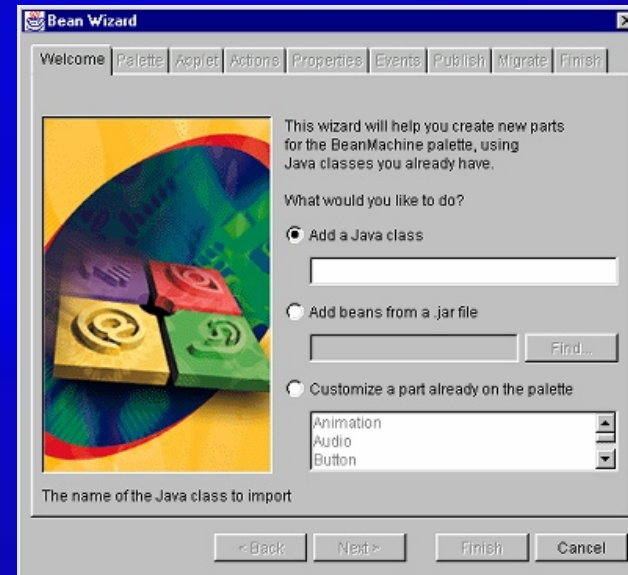 Bean Wizard
Welcome Palette Applet Actions Properties Events Publish Migrate Finish
This wizard will help you create new parts
for the BeanMachine palette, using
Java classes you already have.
What would you like to do?
Add a Java class
Add beans from a .jar file
Find...
Customize a part already on the palette
Animation
Audio
Button
The name of the Java class to import
< Back Next > Finish Cancel